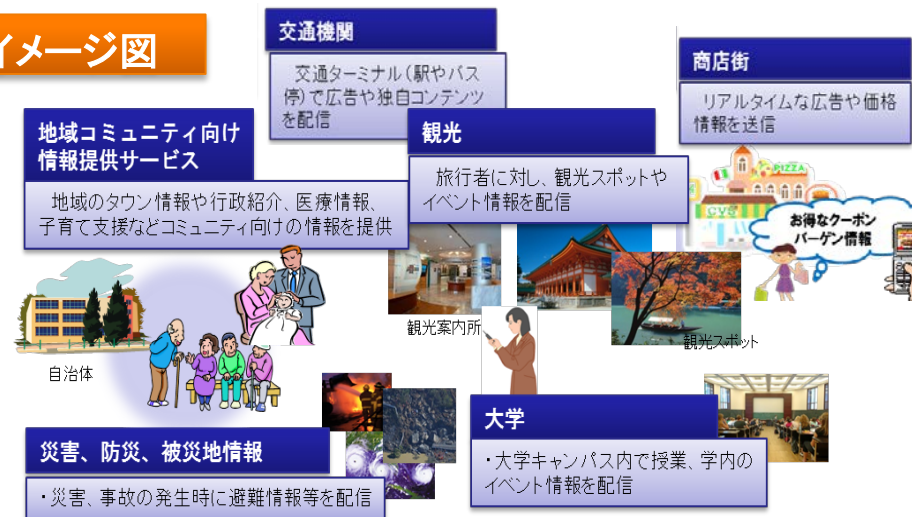 イメージ図
交通機関
交通ターミナル(駅やバス
停)で広告や独自コンテンツ
を配信
商店街
リアルタイムな広告や価格
情報を送信
地域コミュニティ向け
情報提供サービス
地域のタウン情報や行政紹介、医療情報、
子育て支援などコミュニティ向けの情報を提供
観光
旅行者に対し、観光スポットや
イベント情報を配信
PIZZA
CVS
お得なクーポン
バーゲン情報
観光案内所
観光スポット
自治体
災害、防災、被災地情報
・災害、事故の発生時に避難情報等を配信
大学
・大学キャンパス内で授業、学内の
イベント情報を配信